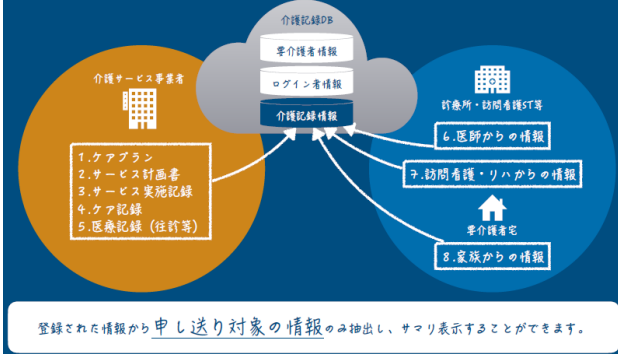 介護記録DB
要介護者情報
ログイン者情報
介護記録情報
介護サービス事業者
1.ケアプラン
2.サービス計画書
3.サービス実施記録
4.ケア記録
5.医療記録（往診等）
診療所・訪問看護ST等
6.医師からの情報
7.訪問看護・リハからの情報
要介護者宅
8.家族からの情報
登録された情報から申し送り対象の情報のみ抽出し、サマリ表示することができます。